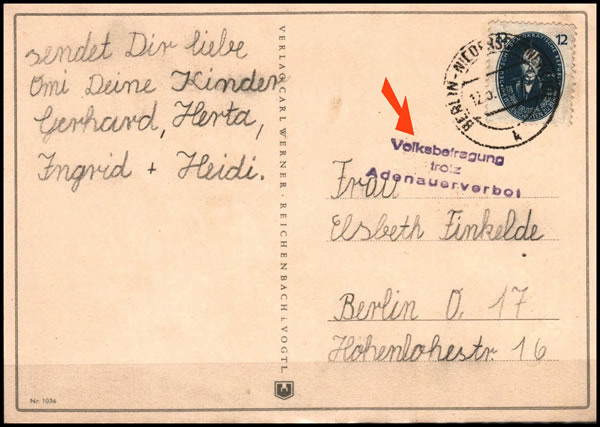 sendet Dir liebe
Omi Deine Kinder
Gerhard, Herta,
Ingrid + Heidi.
Nr. 1036
VERLAG CARL WERNER · REICHENBACH i. VOGTL
12
Volksbefragung
trotz
Adenauerverbot
Frau
Elsbeth Finkelde
Berlin O. 17
Hohenlohestr. 16